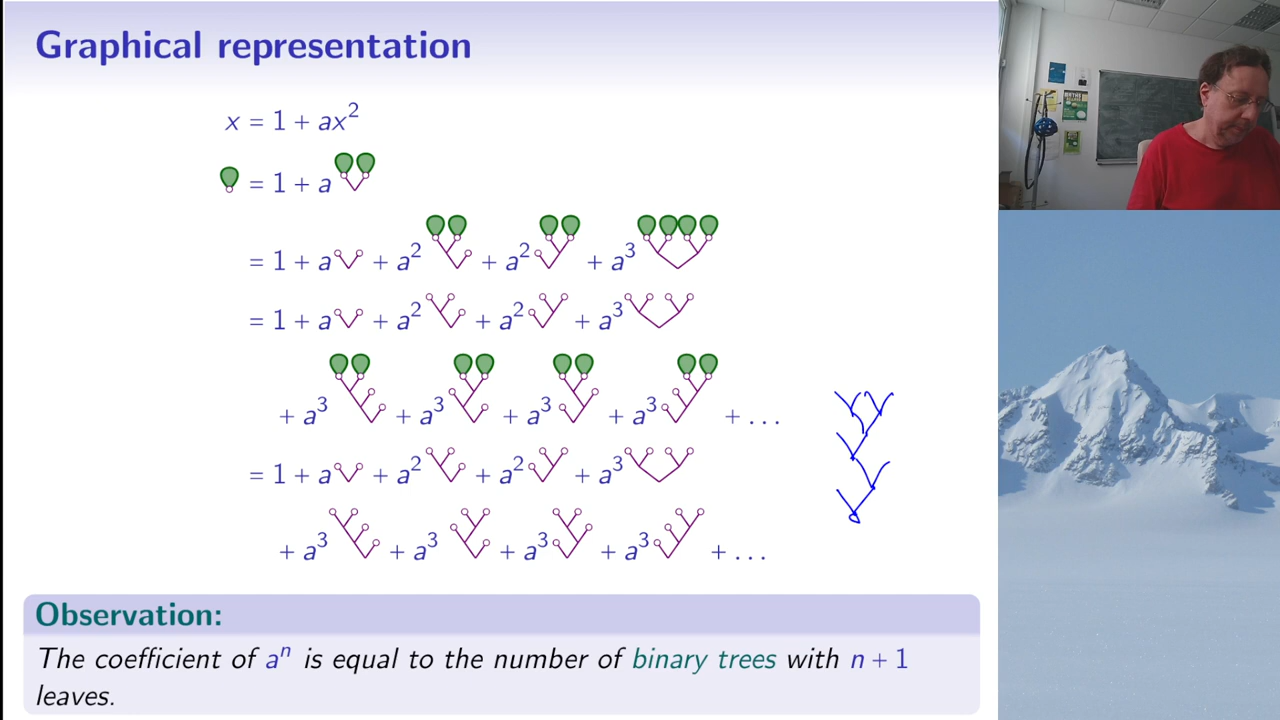 Graphical representation
x = 1 + ax²
= 1 + a
= 1 + a + a² + a² + a³
= 1 + a + a² + a² + a³
+ a³ + a³ + a³ + a³ + ...
= 1 + a + a² + a² + a³
+ a³ + a³ + a³ + a³ + ...
Observation:
The coefficient of aⁿ is equal to the number of binary trees with n + 1
leaves.